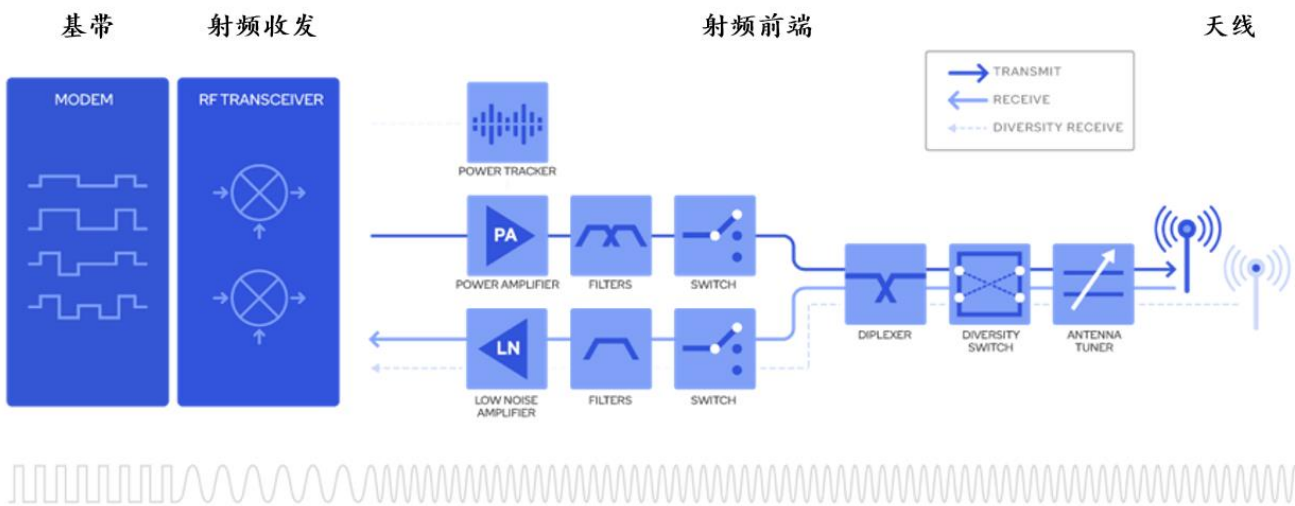 基带
射频收发
射频前端
天线
TRANSMIT
RECEIVE
DIVERSITY RECEIVE
MODEM
RF TRANSCEIVER
POWER TRACKER
PA
POWER AMPLIFIER
FILTERS
SWITCH
DIPLEXER
DIVERSITY
SWITCH
ANTENNA
TUNER
LN
LOW NOISE
AMPLIFIER
FILTERS
SWITCH